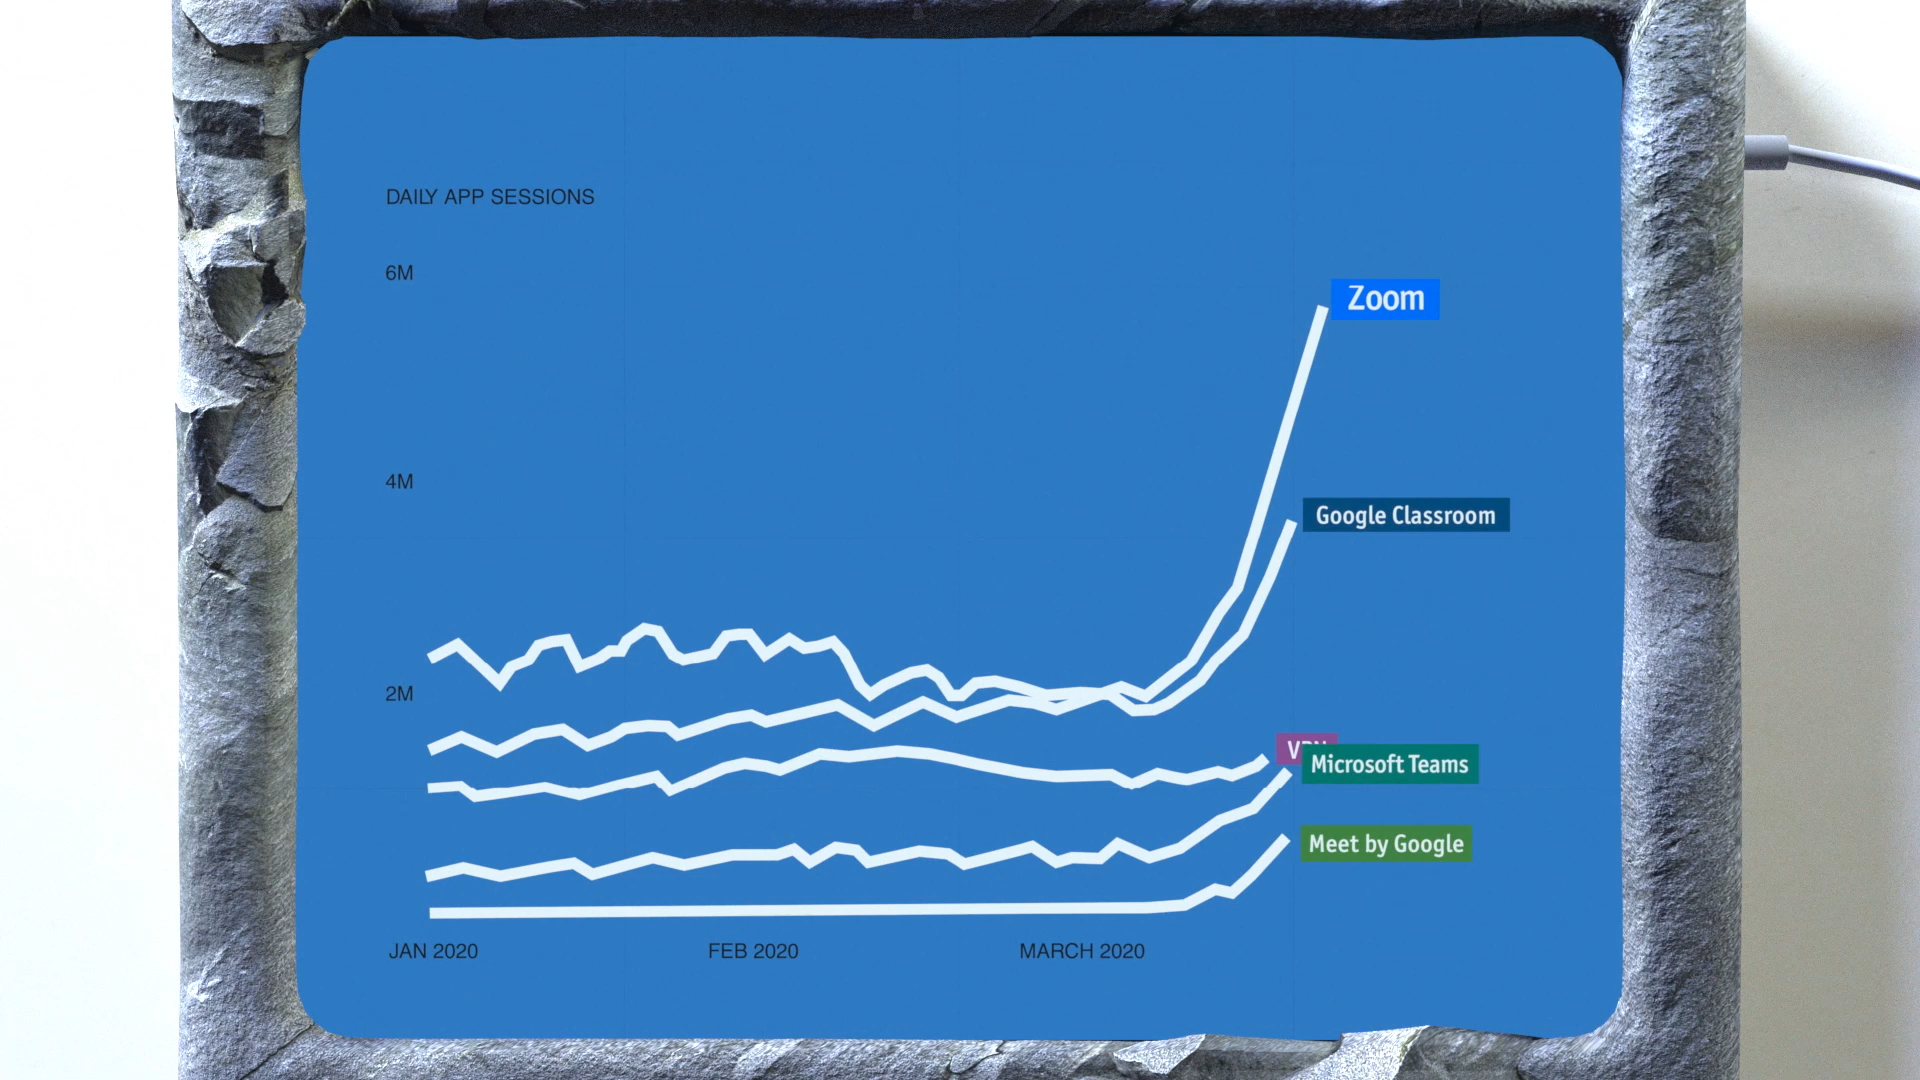 DAILY APP SESSIONS
6M
Zoom
4M
Google Classroom
2M
VPN
Microsoft Teams
Meet by Google
JAN 2020
FEB 2020
MARCH 2020